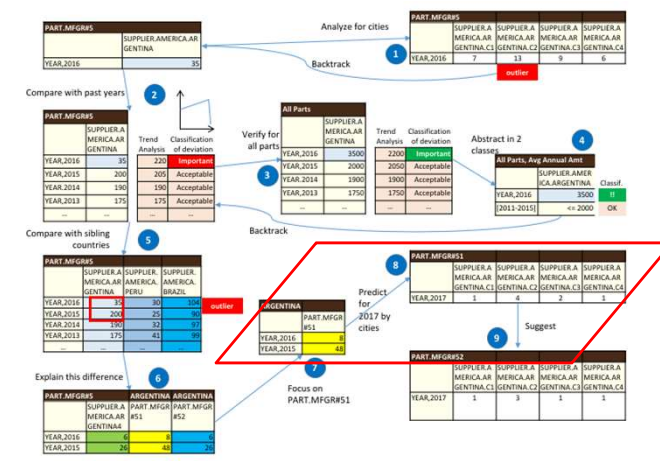 PART.MFGR#5
SUPPLIER.AMERICA.AR
GENTINA
YEAR,2016 35
Analyze for cities
Backtrack
1
PART.MFGR#5
SUPPLIER.A SUPPLIER.A SUPPLIER.A SUPPLIER.A
MERICA.AR MERICA.AR MERICA.AR MERICA.AR
GENTINA.C1 GENTINA.C2 GENTINA.C3 GENTINA.C4
YEAR,2016 7 13 9 6
outlier
Compare with past years
2
PART.MFGR#5
SUPPLIER.A
MERICA.AR
GENTINA
YEAR,2016 35
YEAR,2015 200
YEAR.2014 190
YEAR,2013 175
... ...
Trend Classification
Analysis of deviation
220 Important
205 Acceptable
190 Acceptable
175 Acceptable
... ...
Verify for
all parts
3
All Parts
SUPPLIER.A
MERICA.AR
GENTINA
YEAR,2016 3500
YEAR,2015 2000
YEAR.2014 1900
YEAR,2013 1750
... ...
Trend Classification
Analysis of deviation
2200 Important
2050 Acceptable
1900 Acceptable
1750 Acceptable
... ...
Abstract in 2
classes
4
All Parts, Avg Annual Amt
SUPPLIER.AMER
ICA.ARGENTINA Classif.
YEAR,2016 3500 !!
[2011-2015] <= 2000 OK
Backtrack
Compare with sibling
countries
5
PART.MFGR#5
SUPPLIER.A SUPPLIER. SUPPLIER.
MERICA.AR AMERICA. AMERICA.
GENTINA PERU BRAZIL
YEAR,2016 35 30 104
YEAR,2015 200 25 90
YEAR,2014 190 32 97
YEAR,2013 175 41 99
... ... ... ...
outlier
Explain this difference
6
PART.MFGR#5 ARGENTINA ARGENTINA
SUPPLIER.A PART.MFGR PART.MFGR
MERICA.AR #51 #52
GENTINA4
YEAR,2016 6 8 6
YEAR,2015 26 48 26
ARGENTINA
PART.MFGR
#51
YEAR,2016 8
YEAR,2015 48
7
Focus on
PART.MFGR#51
Predict
for
2017 by
cities
8
PART.MFGR#51
SUPPLIER.A SUPPLIER.A SUPPLIER.A SUPPLIER.A
MERICA.AR MERICA.AR MERICA.AR MERICA.AR
GENTINA.C1 GENTINA.C2 GENTINA.C3 GENTINA.C4
YEAR,2017 1 4 2 1
9
Suggest
PART.MFGR#52
SUPPLIER.A SUPPLIER.A SUPPLIER.A SUPPLIER.A
MERICA.AR MERICA.AR MERICA.AR MERICA.AR
GENTINA.C1 GENTINA.C2 GENTINA.C3 GENTINA.C4
YEAR,2017 1 3 1 1